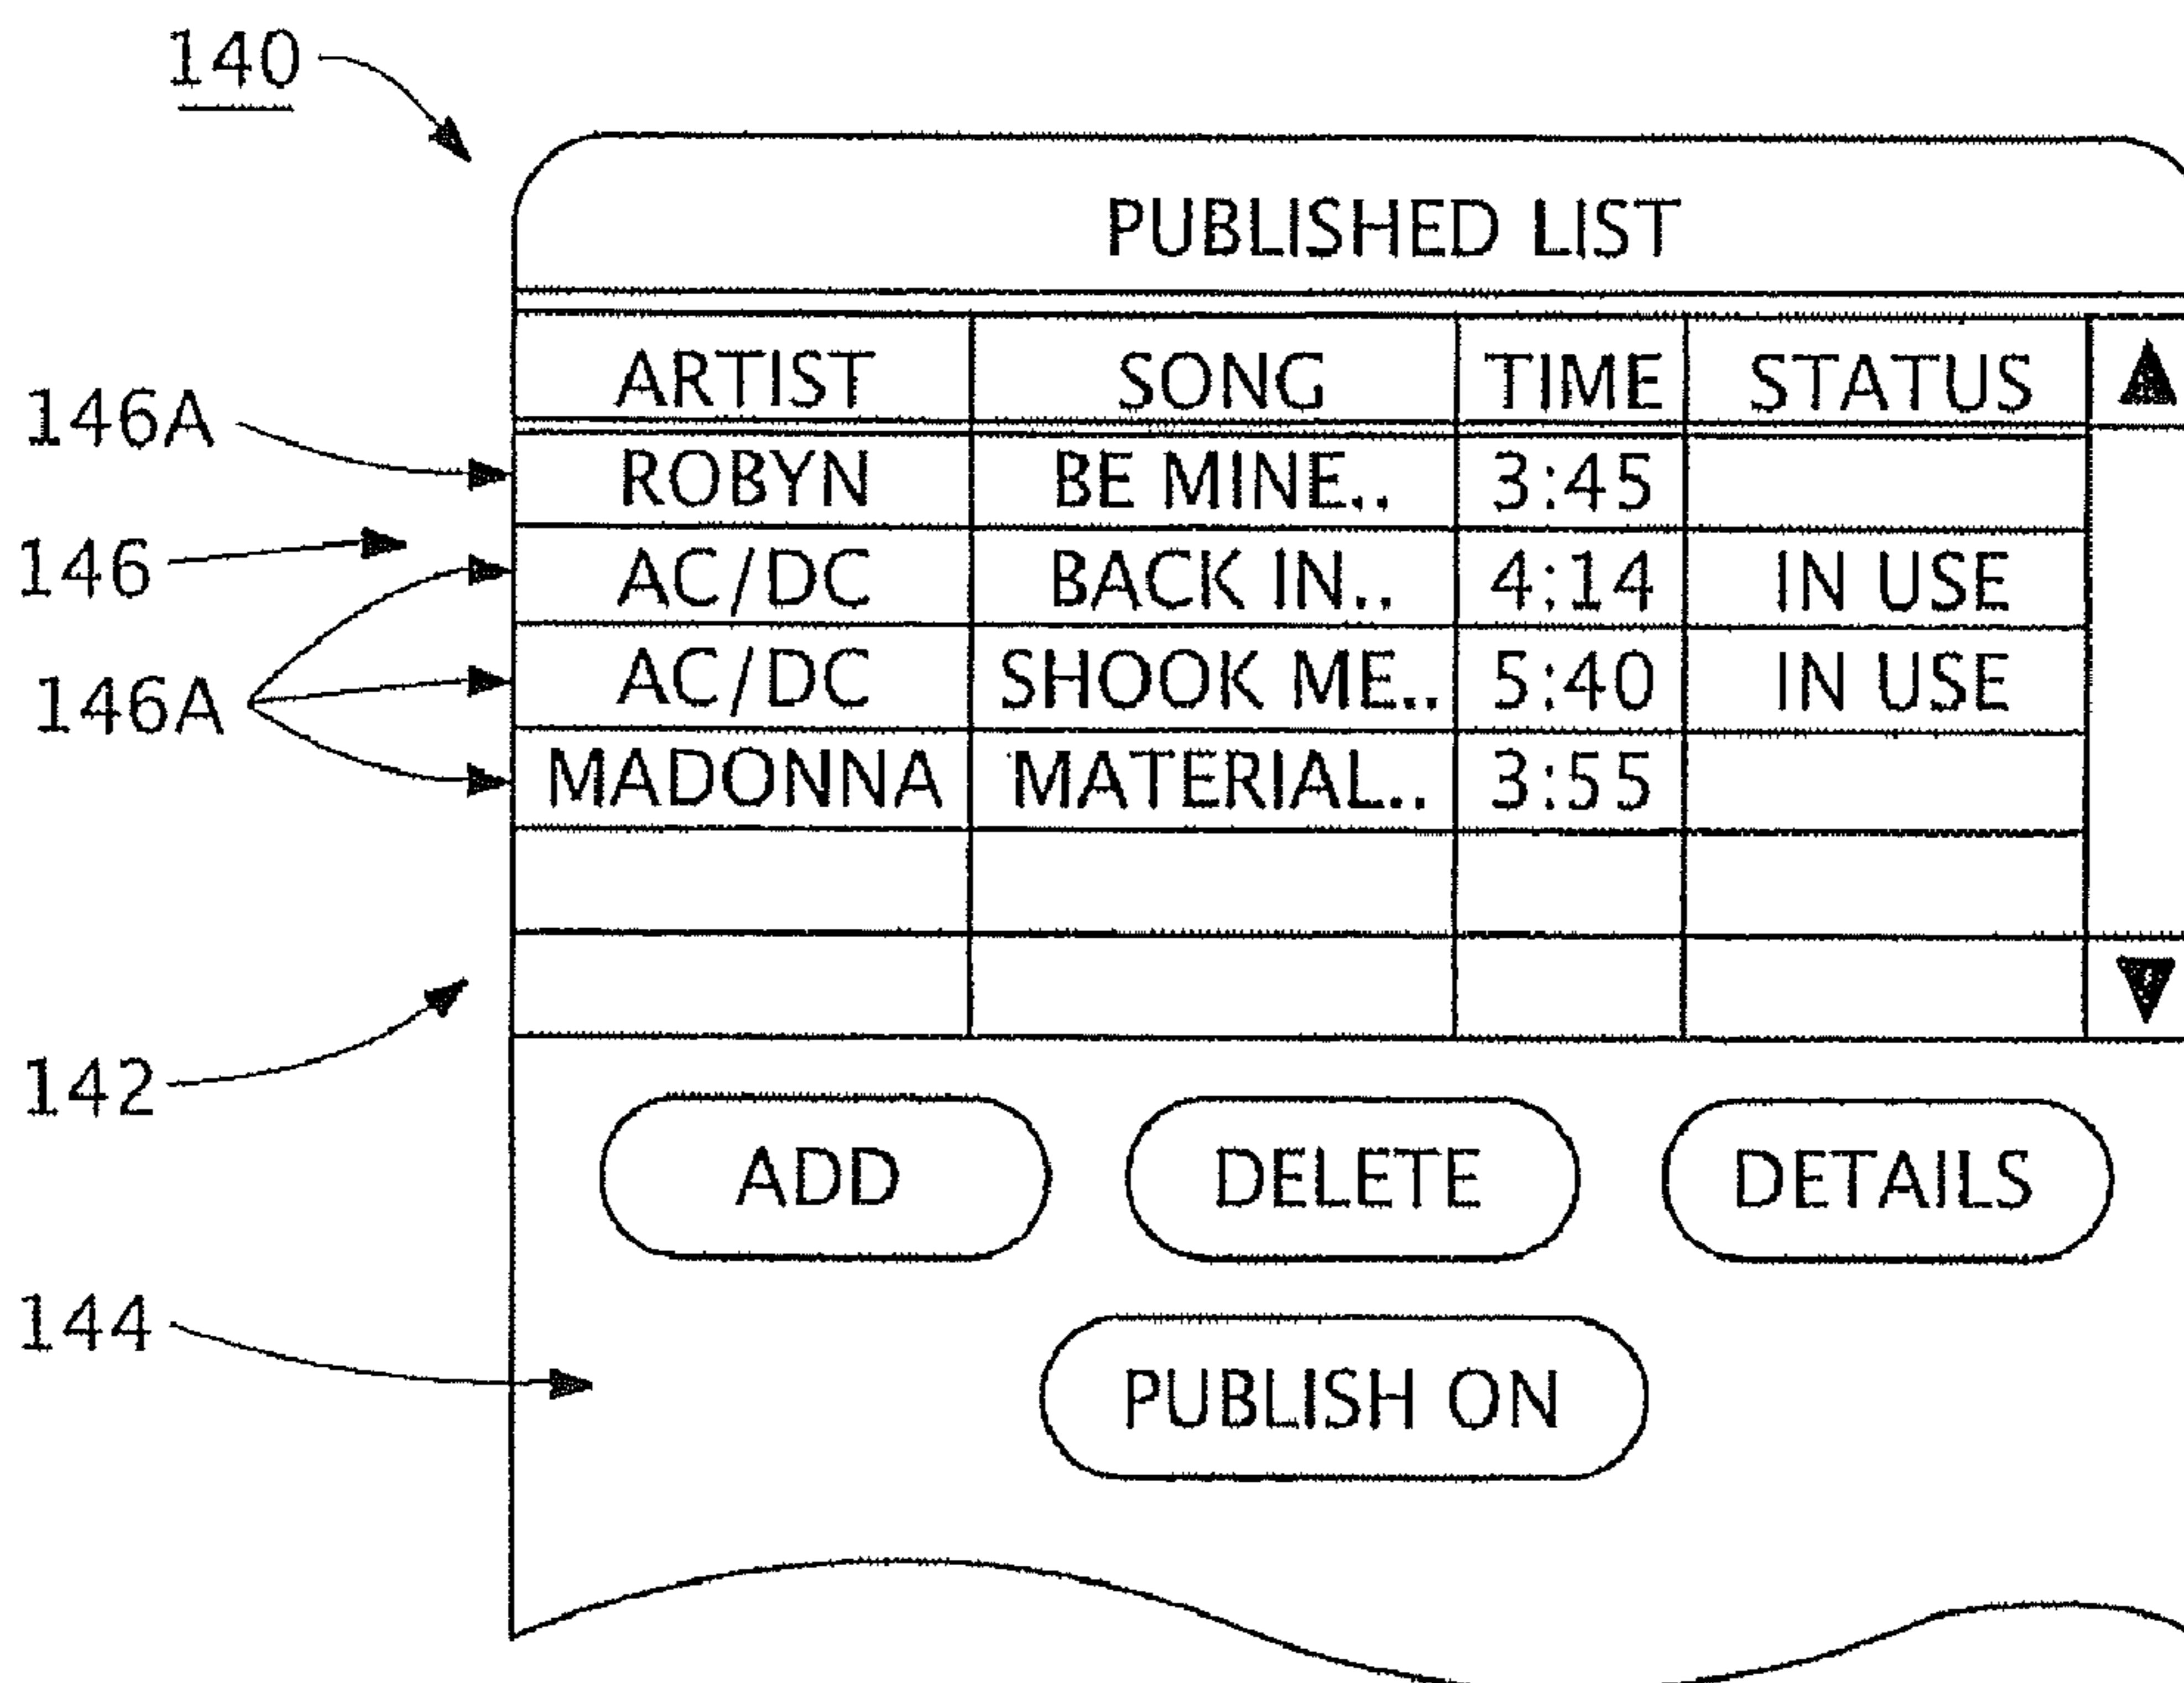 140
PUBLISHED LIST
ARTIST SONG TIME STATUS
146A ROBYN BE MINE.. 3:45
146 AC/DC BACK IN.. 4:14 IN USE
146A AC/DC SHOOK ME.. 5:40 IN USE
MADONNA MATERIAL.. 3:55
142
ADD DELETE DETAILS
144
PUBLISH ON